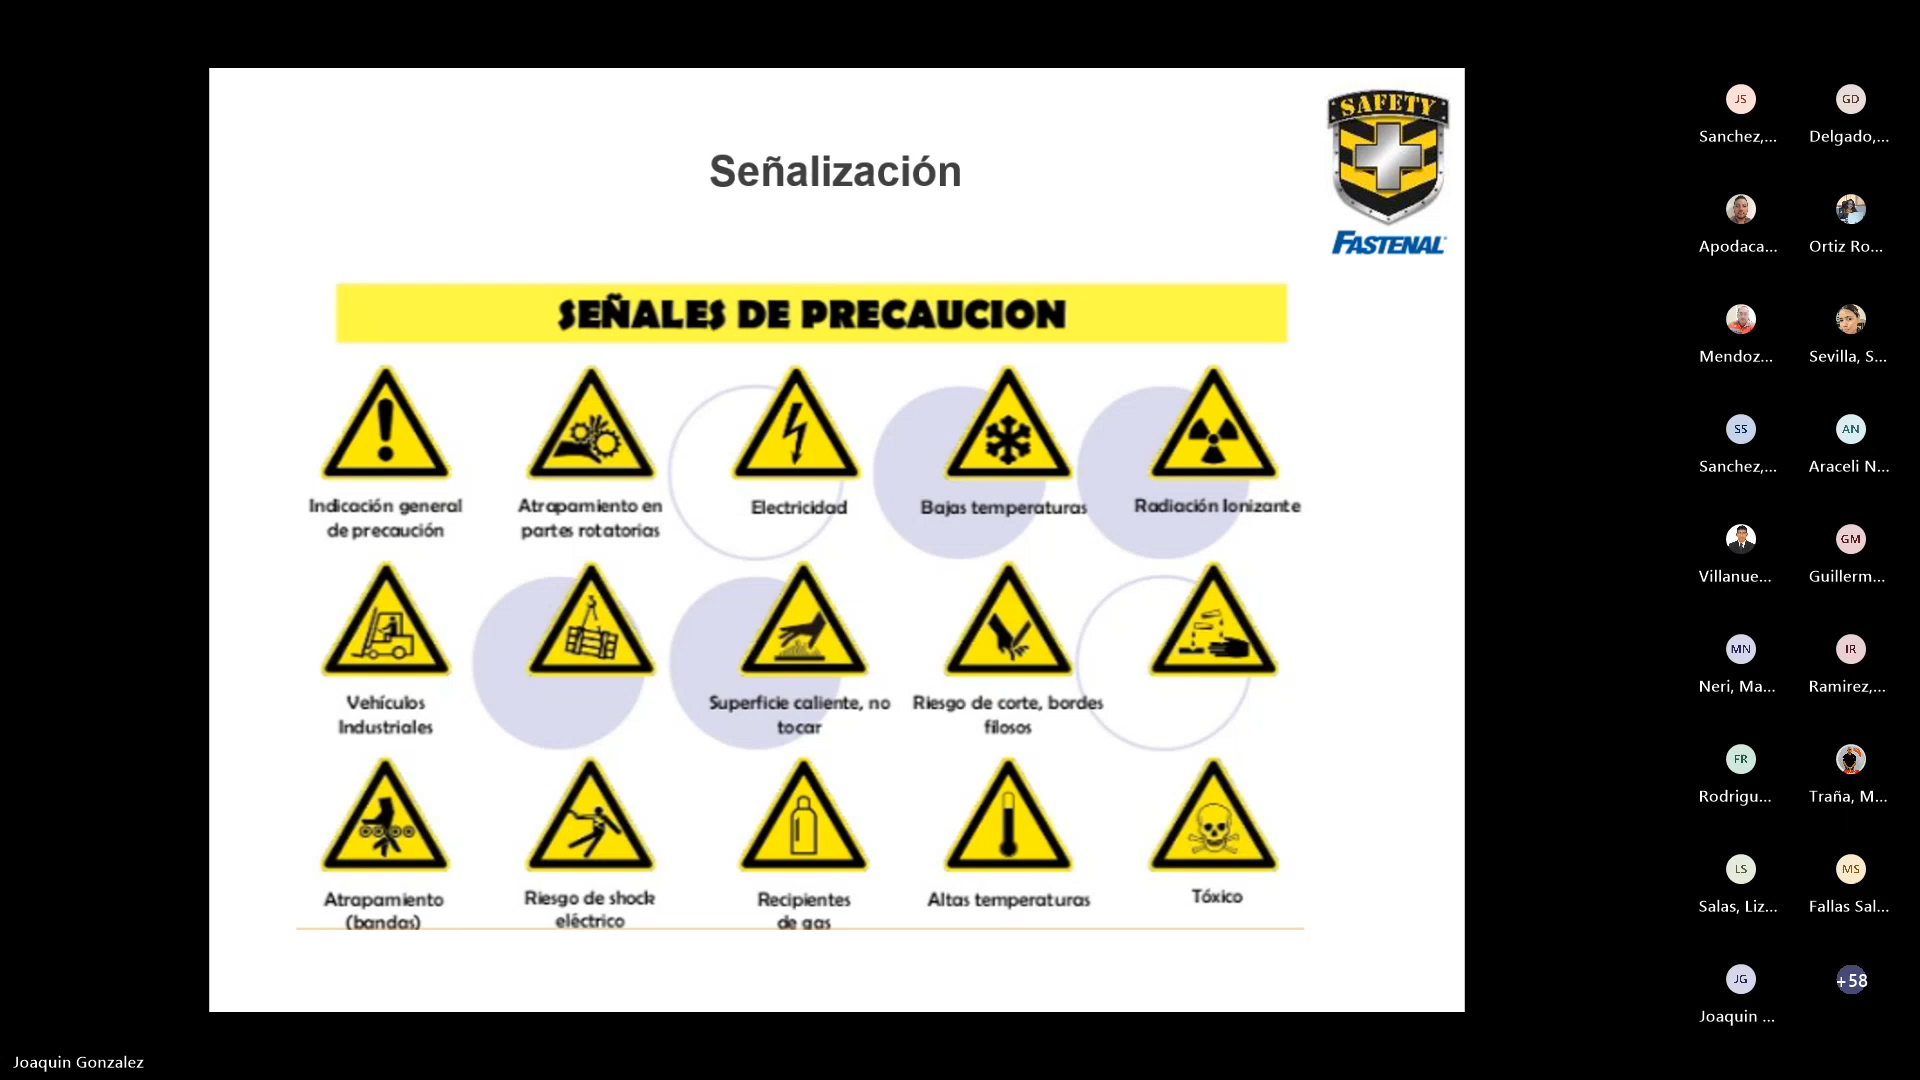 SAFETY
FASTENAL
Señalización
SEÑALES DE PRECAUCION
Indicación general
de precaución
Atrapamiento en
partes rotatorias
Electricidad
Bajas temperaturas
Radiación Ionizante
Vehículos
Industriales
Superficie caliente, no
tocar
Riesgo de corte, bordes
filosos
Atrapamiento
(bandas)
Riesgo de shock
eléctrico
Recipientes
de gas
Altas temperaturas
Tóxico
JS
Sanchez,...
GD
Delgado,...
Apodaca...
Ortiz Ro...
Mendoz...
Sevilla, S...
SS
Sanchez,...
AN
Araceli N...
Villanue...
GM
Guillerm...
MN
Neri, Ma...
IR
Ramirez,...
FR
Rodrigu...
Traña, M...
LS
Salas, Liz...
MS
Fallas Sal...
JG
Joaquin ...
+58
Joaquin Gonzalez